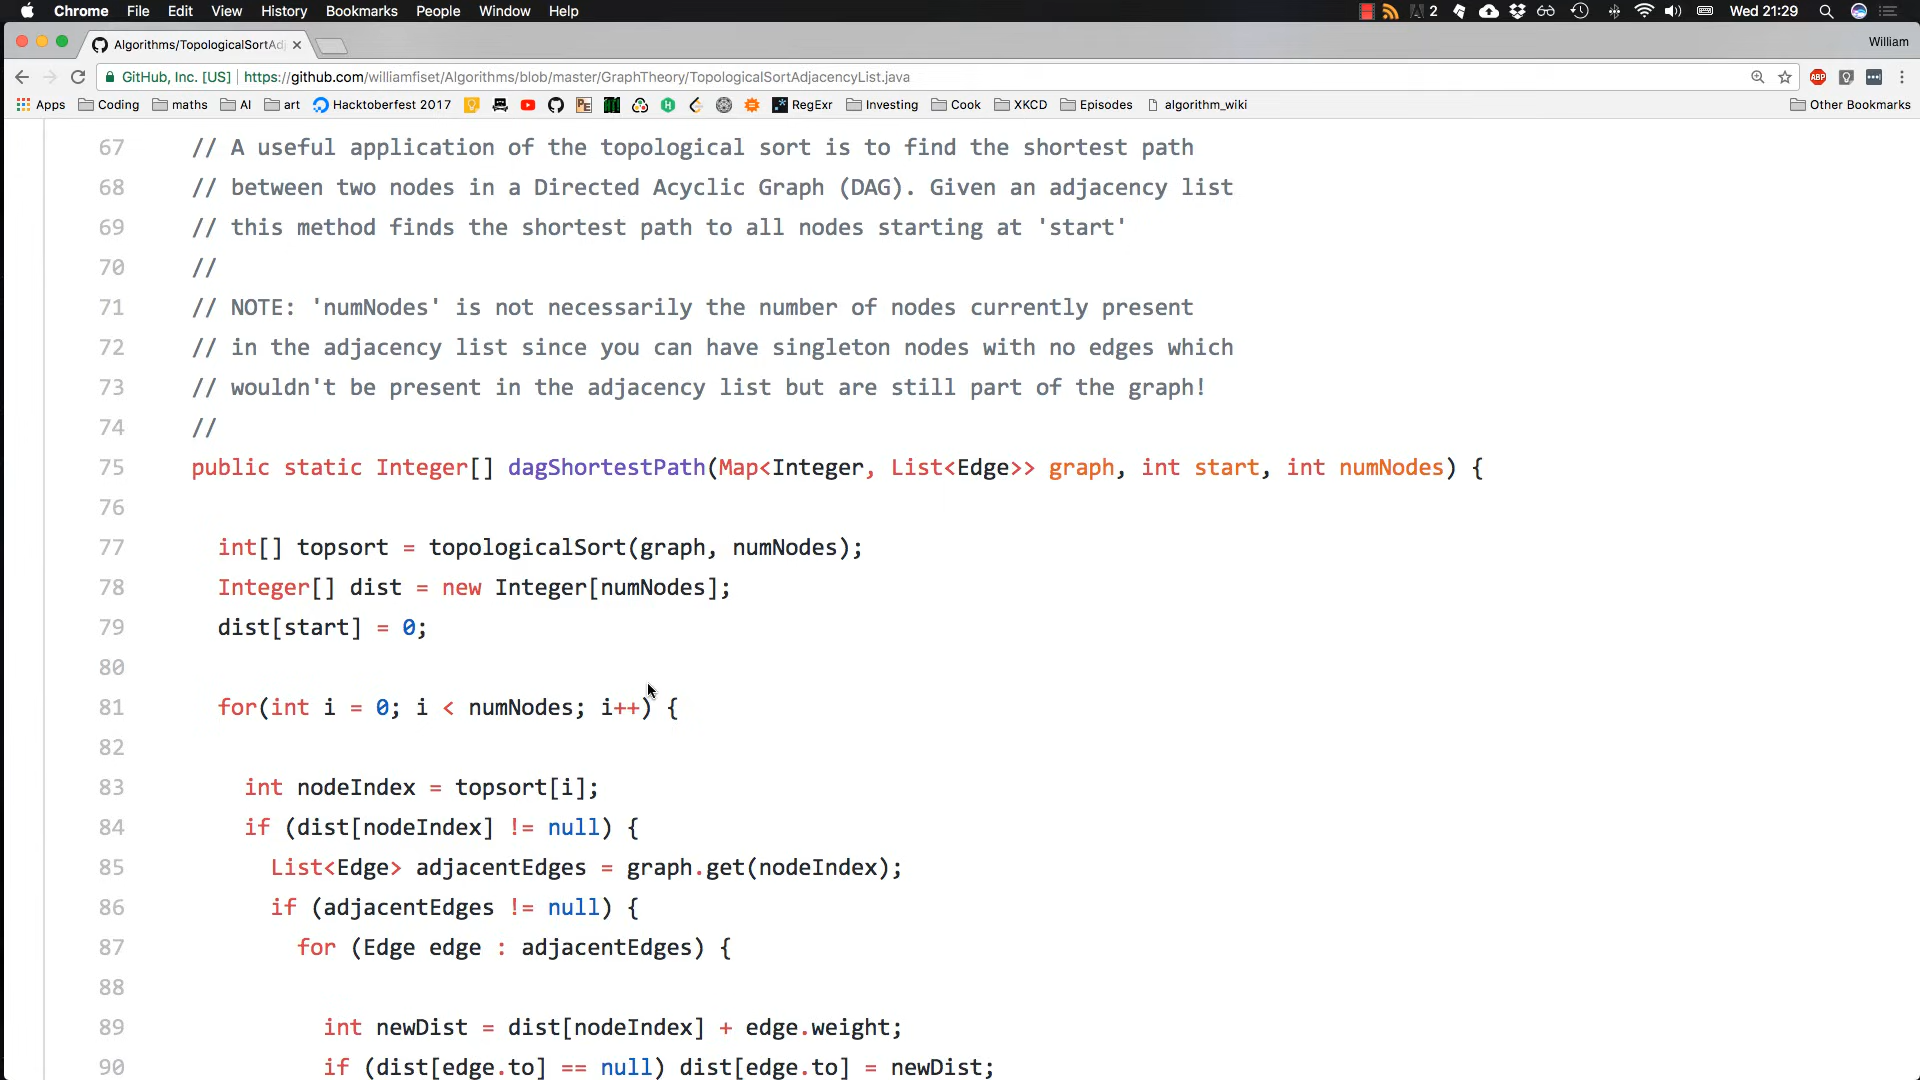 Chrome File Edit View History Bookmarks People Window Help 2 Wed 21:29
Algorithms/TopologicalSortAdj William
GitHub, Inc. [US] https://github.com/williamfiset/Algorithms/blob/master/GraphTheory/TopologicalSortAdjacencyList.java ABP
Apps Coding maths AI art Hacktoberfest 2017 PE RegExr Investing Cook XKCD Episodes algorithm_wiki Other Bookmarks
67 // A useful application of the topological sort is to find the shortest path
68 // between two nodes in a Directed Acyclic Graph (DAG). Given an adjacency list
69 // this method finds the shortest path to all nodes starting at 'start'
70 //
71 // NOTE: 'numNodes' is not necessarily the number of nodes currently present
72 // in the adjacency list since you can have singleton nodes with no edges which
73 // wouldn't be present in the adjacency list but are still part of the graph!
74 //
75 public static Integer[] dagShortestPath(Map<Integer, List<Edge>> graph, int start, int numNodes) {
76
77 int[] topsort = topologicalSort(graph, numNodes);
78 Integer[] dist = new Integer[numNodes];
79 dist[start] = 0;
80
81 for(int i = 0; i < numNodes; i++) {
82
83 int nodeIndex = topsort[i];
84 if (dist[nodeIndex] != null) {
85 List<Edge> adjacentEdges = graph.get(nodeIndex);
86 if (adjacentEdges != null) {
87 for (Edge edge : adjacentEdges) {
88
89 int newDist = dist[nodeIndex] + edge.weight;
90 if (dist[edge.to] == null) dist[edge.to] = newDist;